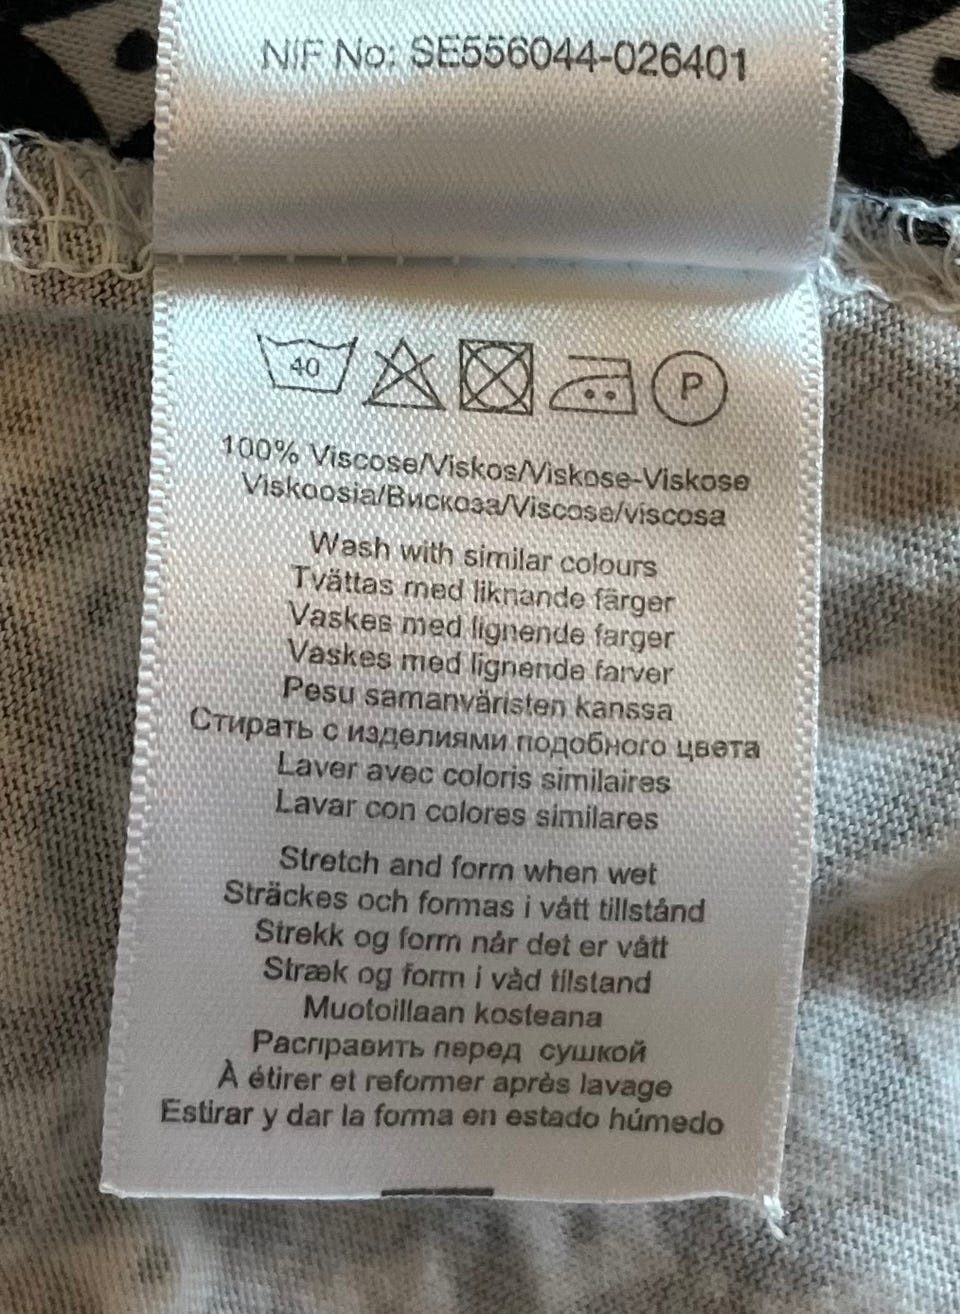 NIF No: SE556044-026401
40
P
100% Viscose/Viskos/Viskose-Viskose
Viskoosia/Вискоза/Viscose/viscosa
Wash with similar colours
Tvättas med liknande färger
Vaskes med lignende farger
Vaskes med lignende farver
Pesu samanväristen kanssa
Стирать с изделиями подобного цвета
Laver avec coloris similaires
Lavar con colores similares
Stretch and form when wet
Sträckes och formas i vått tillstånd
Strekk og form når det er vått
Stræk og form i våd tilstand
Muotoillaan kosteana
Расправить перед сушкой
À étirer et reformer après lavage
Estirar y dar la forma en estado húmedo